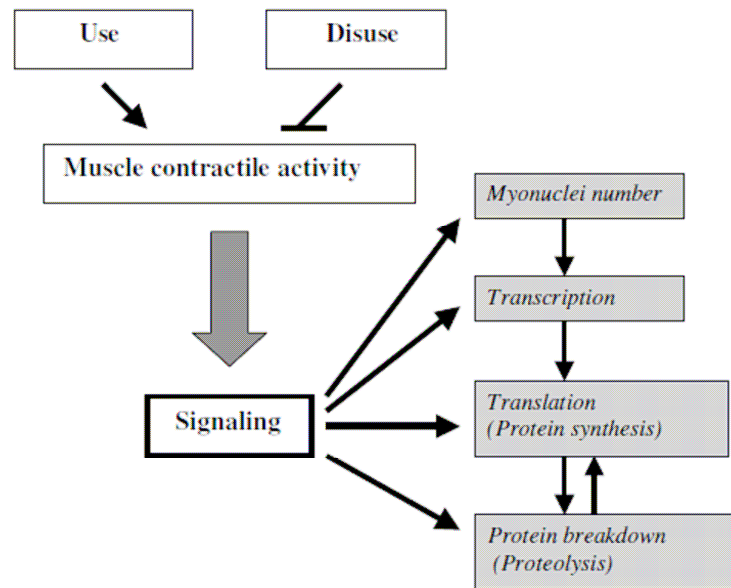 Use
Disuse
Muscle contractile activity
Myonuclei number
Transcription
Signaling
Translation
(Protein synthesis)
Protein breakdown
(Proteolysis)